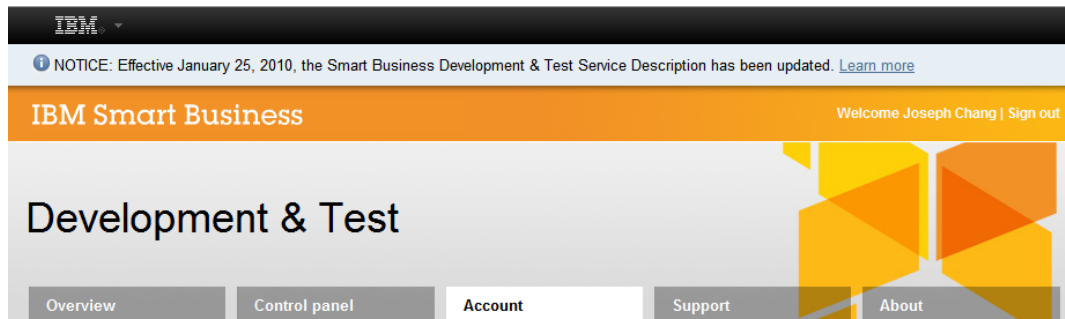 IBM®
NOTICE: Effective January 25, 2010, the Smart Business Development & Test Service Description has been updated. Learn more
IBM Smart Business
Welcome Joseph Chang | Sign out
Development & Test
Overview Control panel Account Support About